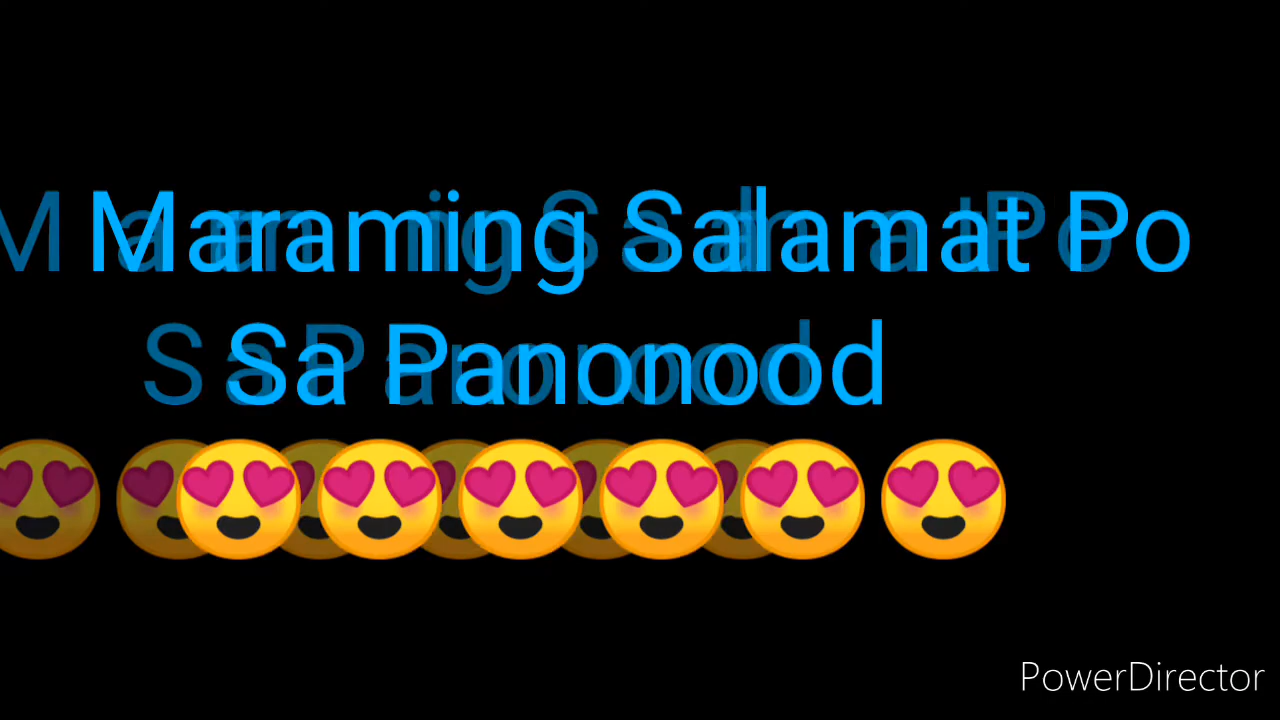 Maraming Salamat Po
Sa Panonood
😍😍😍😍😍😍
PowerDirector